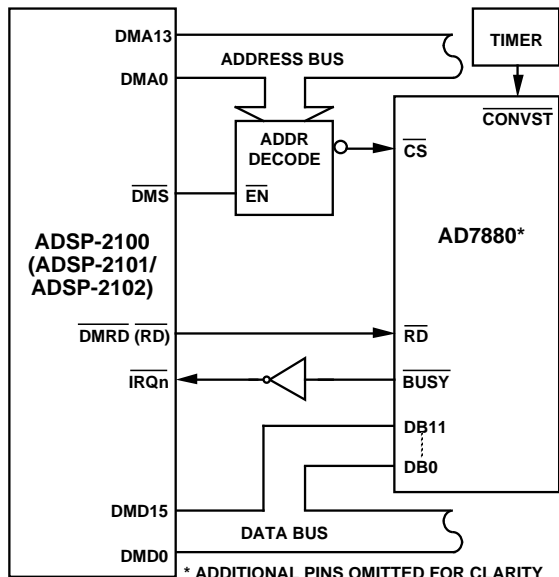 DMA13
ADDRESS BUS
TIMER
DMA0
CONVST
ADDR
DECODE
CS
DMS
EN
ADSP-2100
(ADSP-2101/
ADSP-2102)
AD7880*
DMRD (RD)
RD
IRQn
BUSY
DB11
DB0
DMD15
DATA BUS
DMD0
* ADDITIONAL PINS OMITTED FOR CLARITY